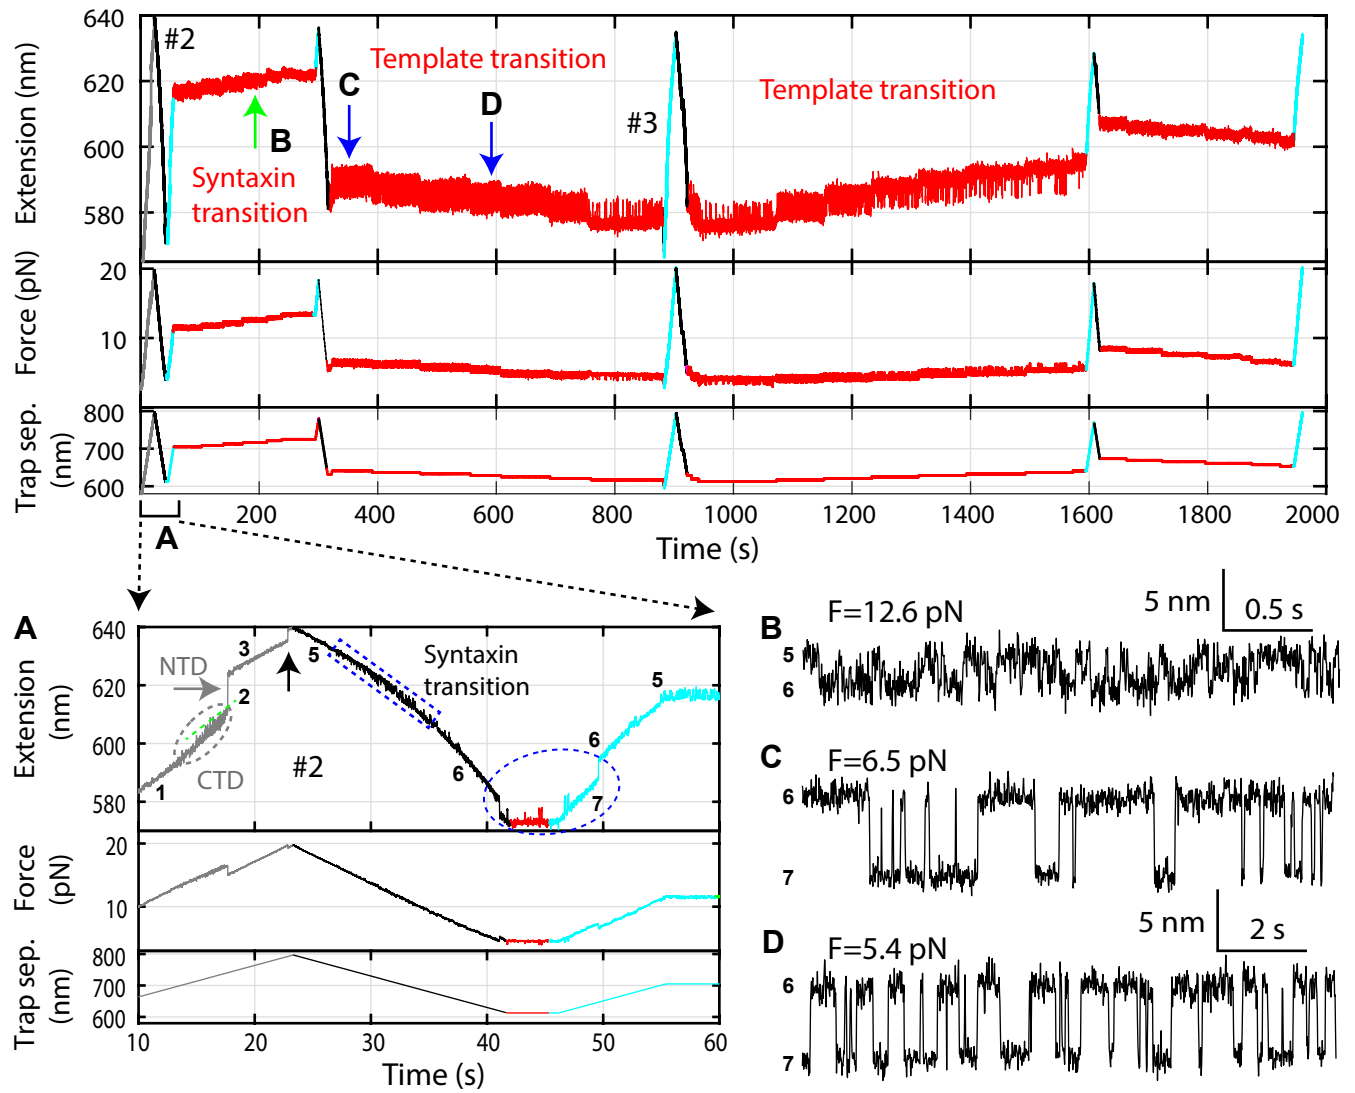 640
620
600
580
Extension (nm)
#2
Template transition
C
D
B
Syntaxin
transition
#3
Template transition
20
10
Force (pN)
800
700
600
Trap sep.
(nm)
200
400
600
800
1000
1200
1400
1600
1800
2000
A
Time (s)
A
640
620
600
580
Extension
(nm)
NTD
3
2
CTD
1
#2
5
Syntaxin
transition
6
7
6
5
20
10
Force
(pN)
800
700
600
Trap sep.
(nm)
10
20
30
40
50
60
Time (s)
B
F=12.6 pN
5 nm
0.5 s
5
6
C
F=6.5 pN
6
7
5 nm
2 s
D
F=5.4 pN
6
7